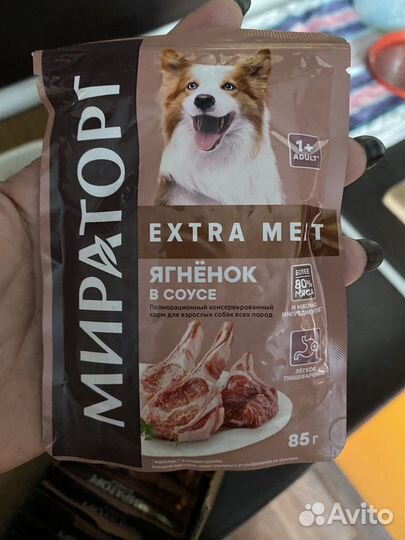 МИРАТОРГ
1+
ADULT
EXTRA MEIT
ЯГНЁНОК
В СОУСЕ
Полнорационный консервированный
корм для взрослых собак всех пород
БОЛЕЕ
80%
МЯСА
И МЯСНЫХ
ИНГРЕДИЕНТОВ
ЛЁГКОЕ
ПИЩЕВАРЕНИЕ
85 г
Avito